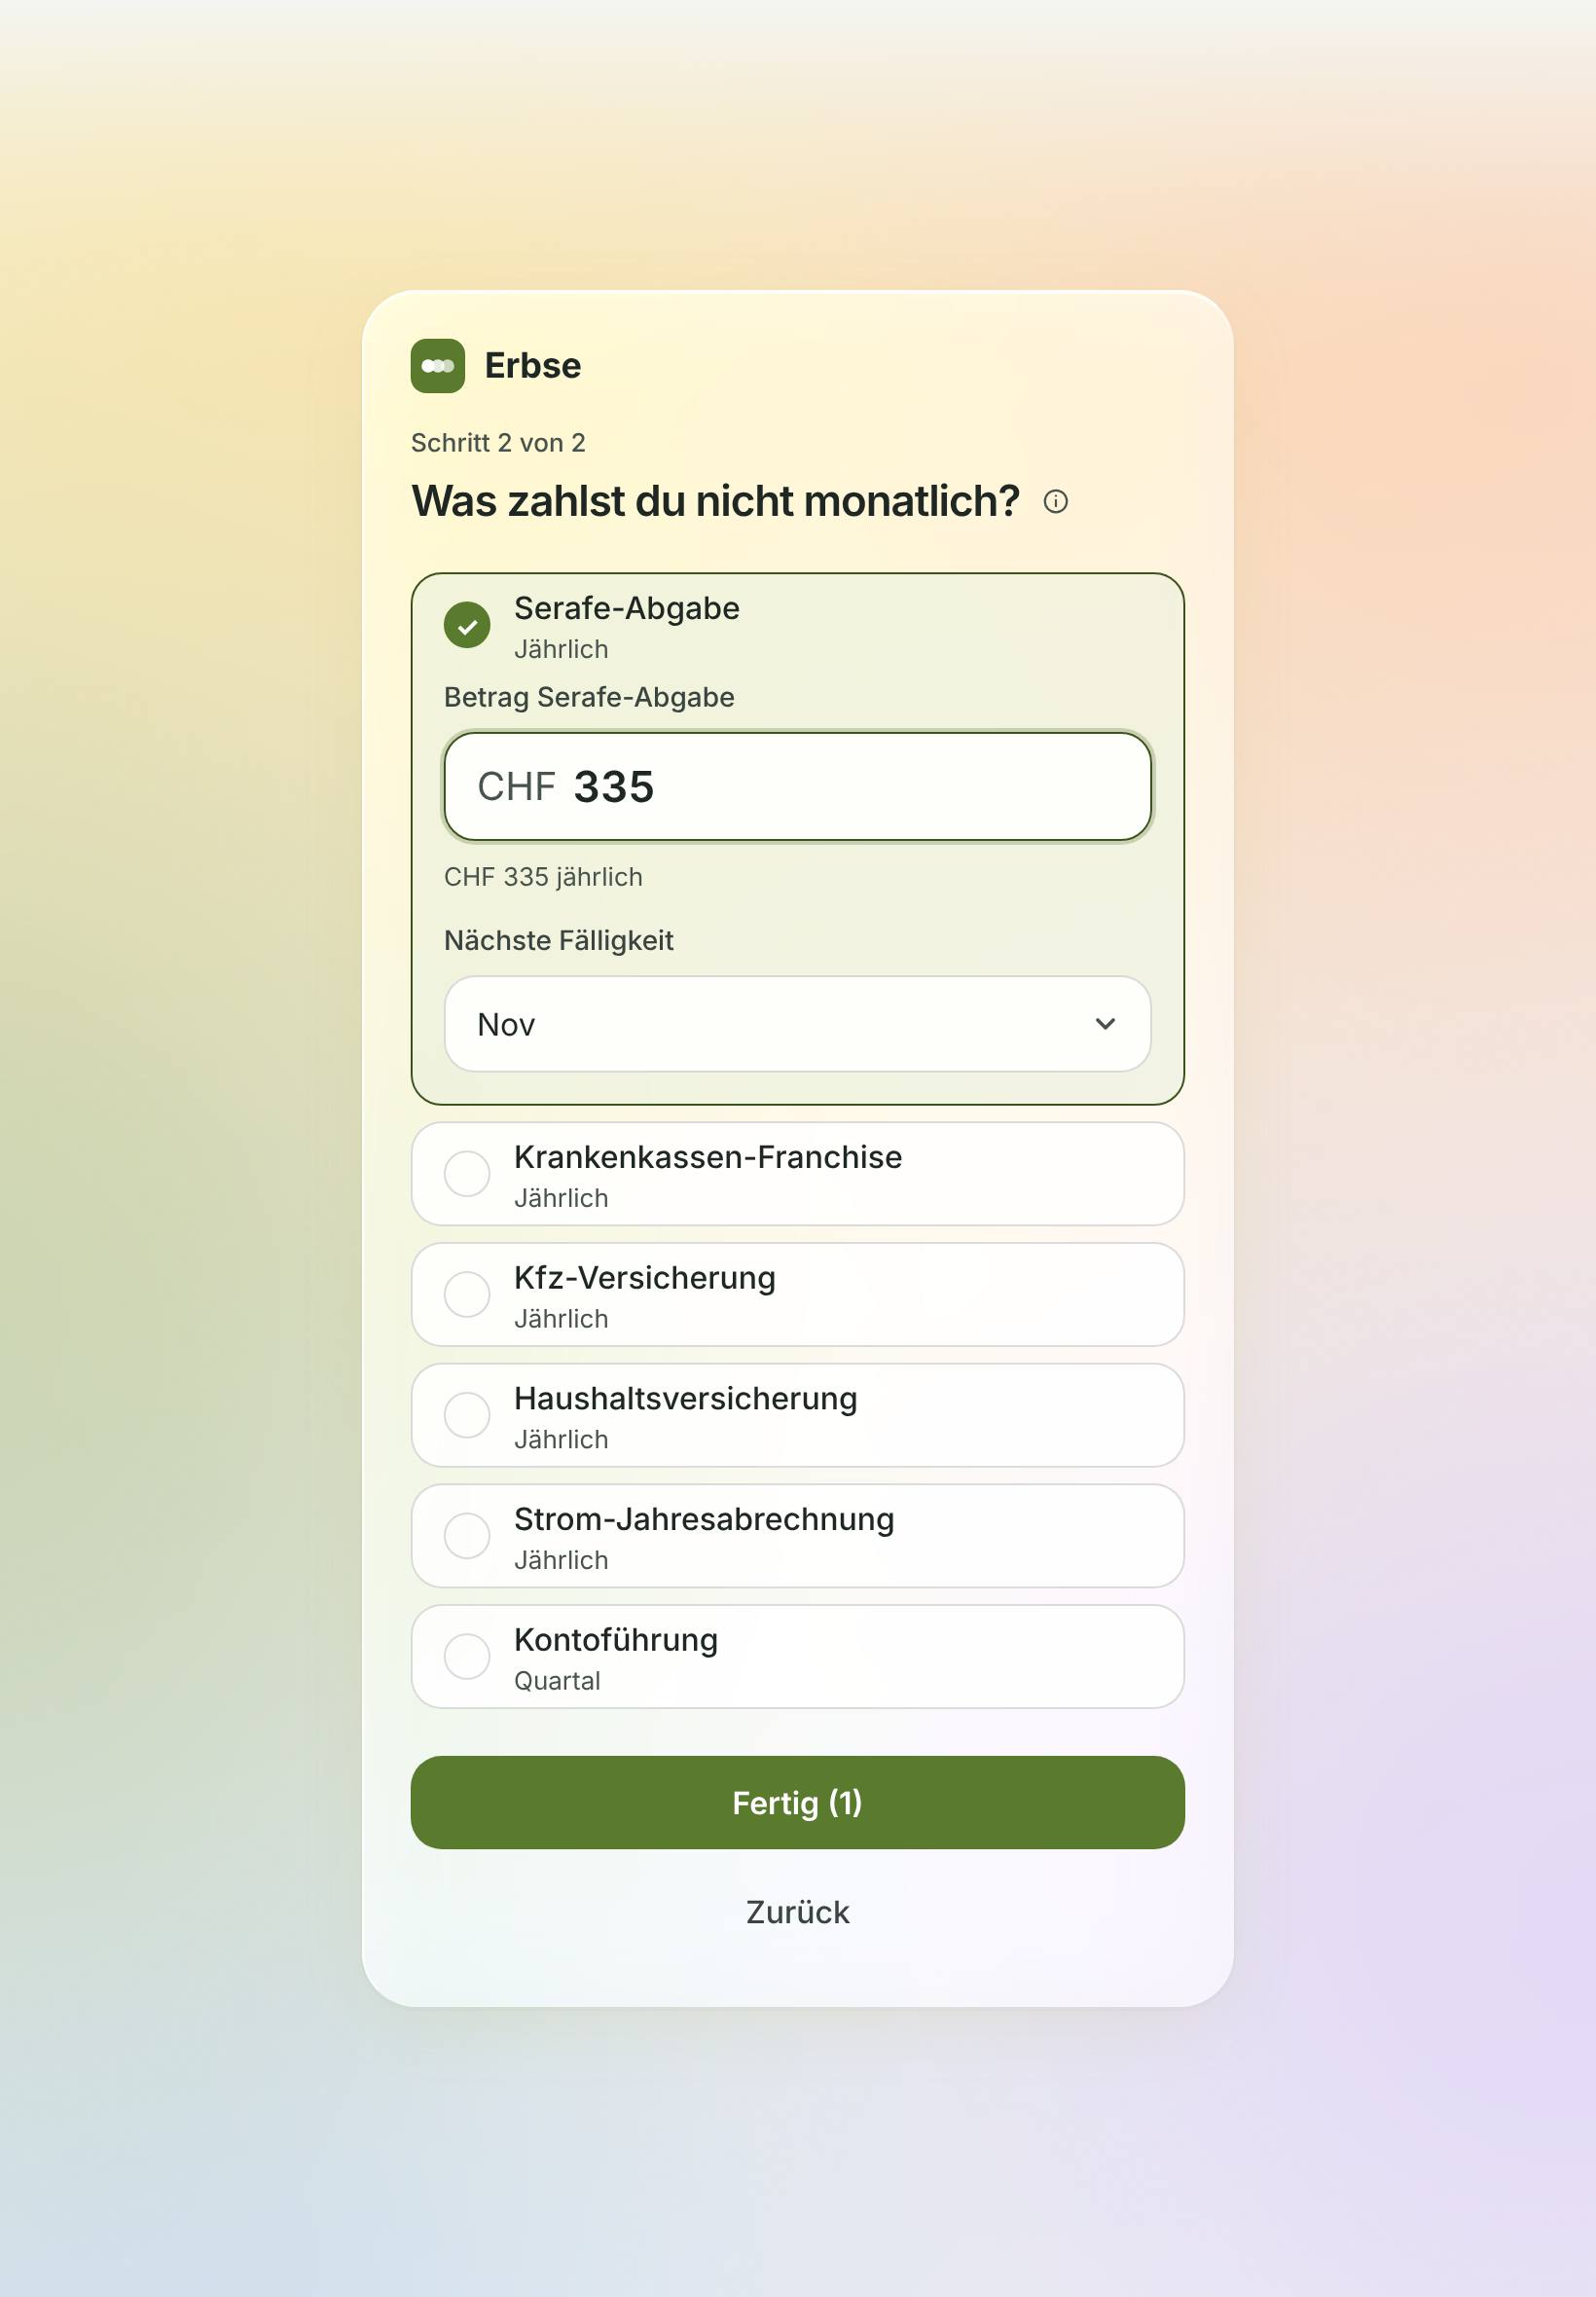 Erbse
Schritt 2 von 2
Was zahlst du nicht monatlich?
Serafe-Abgabe
Jährlich
Betrag Serafe-Abgabe
CHF 335
CHF 335 jährlich
Nächste Fälligkeit
Nov
Krankenkassen-Franchise
Jährlich
Kfz-Versicherung
Jährlich
Haushaltsversicherung
Jährlich
Strom-Jahresabrechnung
Jährlich
Kontoführung
Quartal
Fertig (1)
Zurück